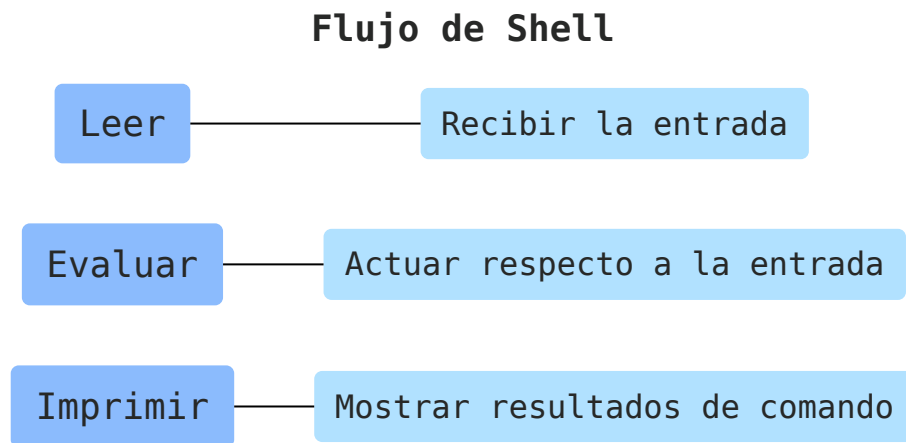 Flujo de Shell
Leer
Recibir la entrada
Evaluar
Actuar respecto a la entrada
Imprimir
Mostrar resultados de comando